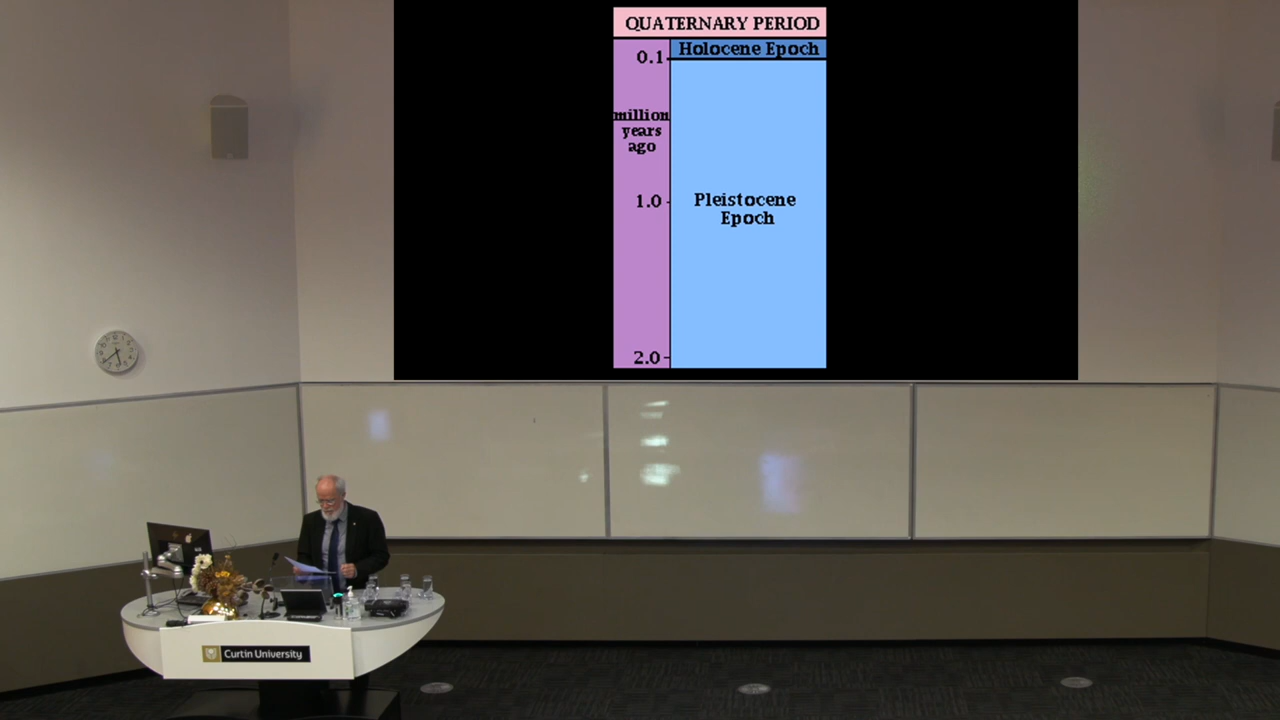 QUATERNARY PERIOD
Holocene Epoch
0.1
million
years
ago
1.0
Pleistocene
Epoch
2.0
Curtin University